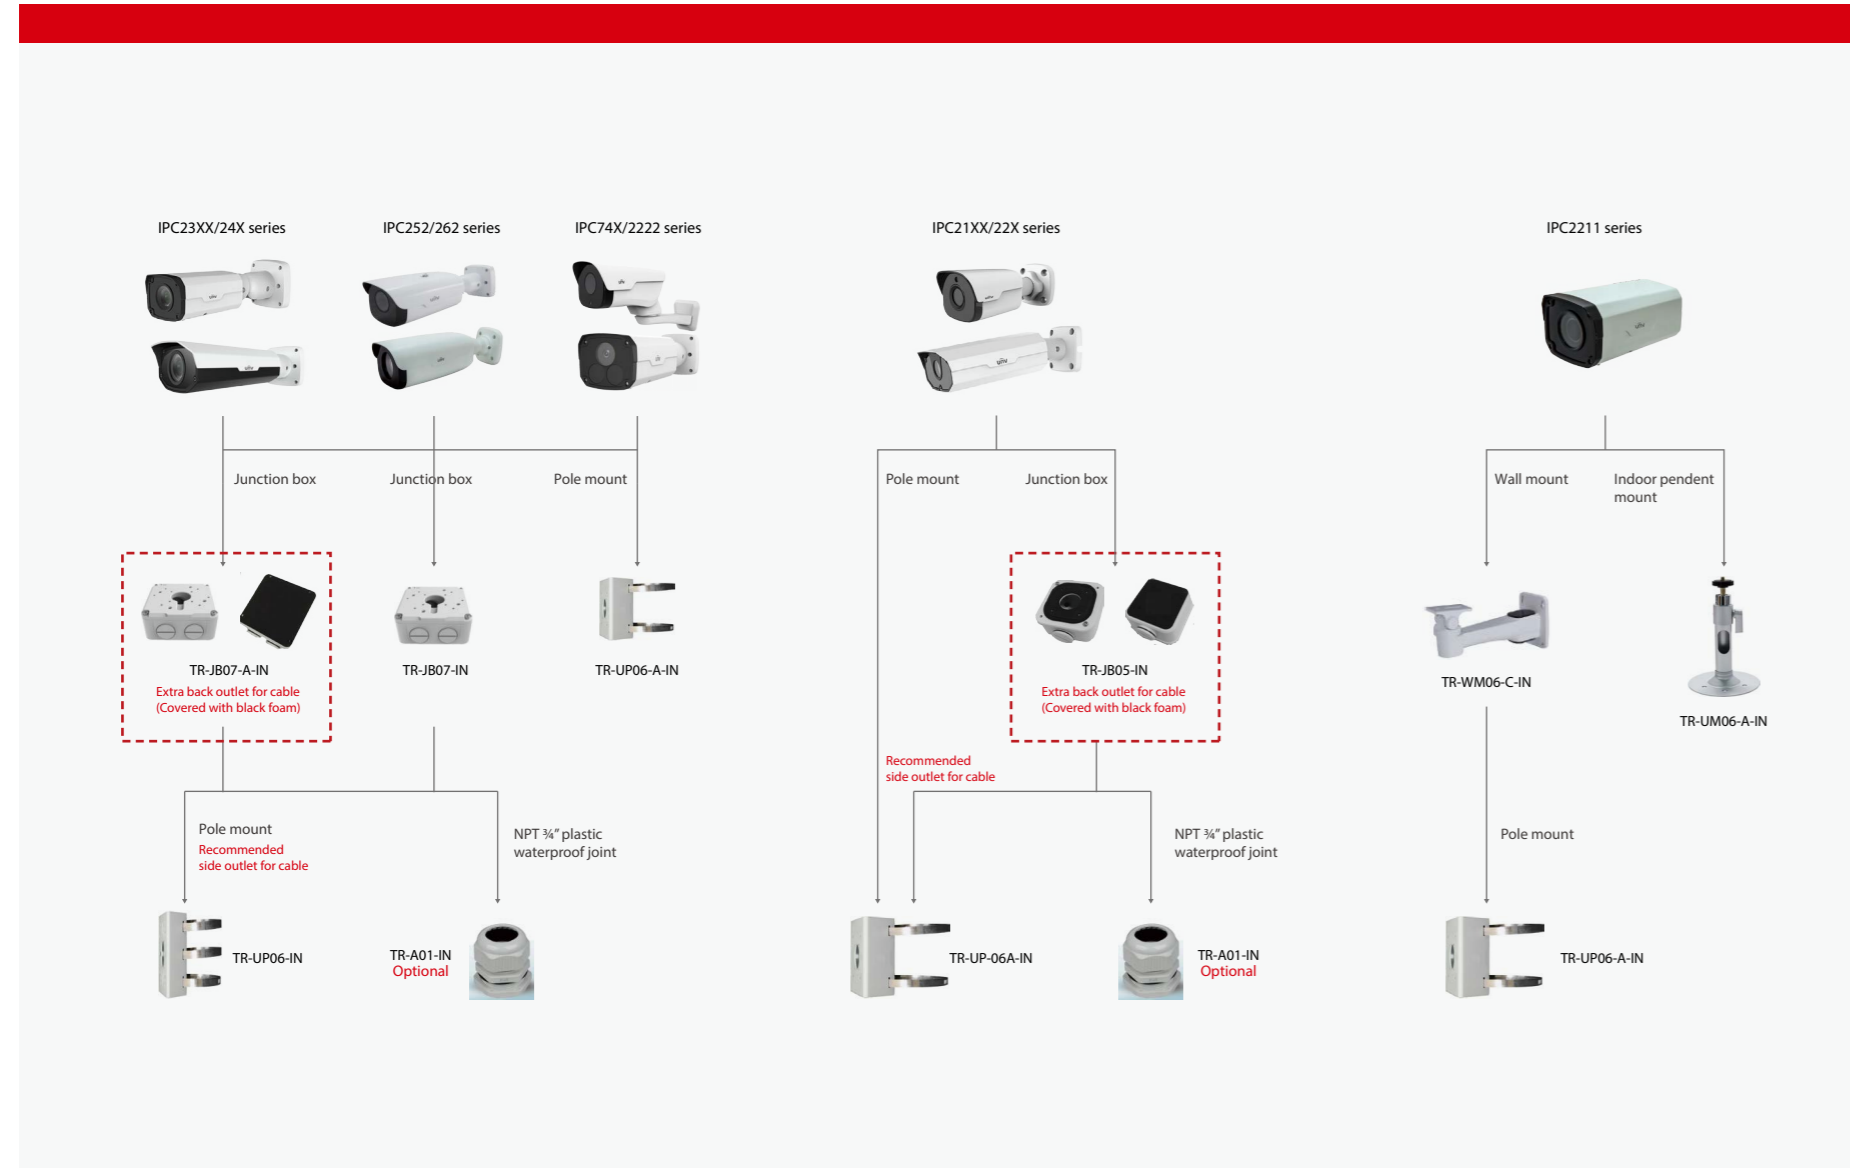 IPC23XX/24X series
IPC252/262 series
IPC74X/2222 series
IPC21XX/22X series
IPC2211 series
Junction box
Junction box
Pole mount
Pole mount
Junction box
Wall mount
Indoor pendent
mount
TR-JB07-A-IN
Extra back outlet for cable
(Covered with black foam)
TR-JB07-IN
TR-UP06-A-IN
TR-JB05-IN
Extra back outlet for cable
(Covered with black foam)
TR-WM06-C-IN
TR-UM06-A-IN
Recommended
side outlet for cable
Pole mount
Recommended
side outlet for cable
NPT ¾” plastic
waterproof joint
NPT ¾” plastic
waterproof joint
Pole mount
TR-UP06-IN
TR-A01-IN
Optional
TR-UP-06A-IN
TR-A01-IN
Optional
TR-UP06-A-IN